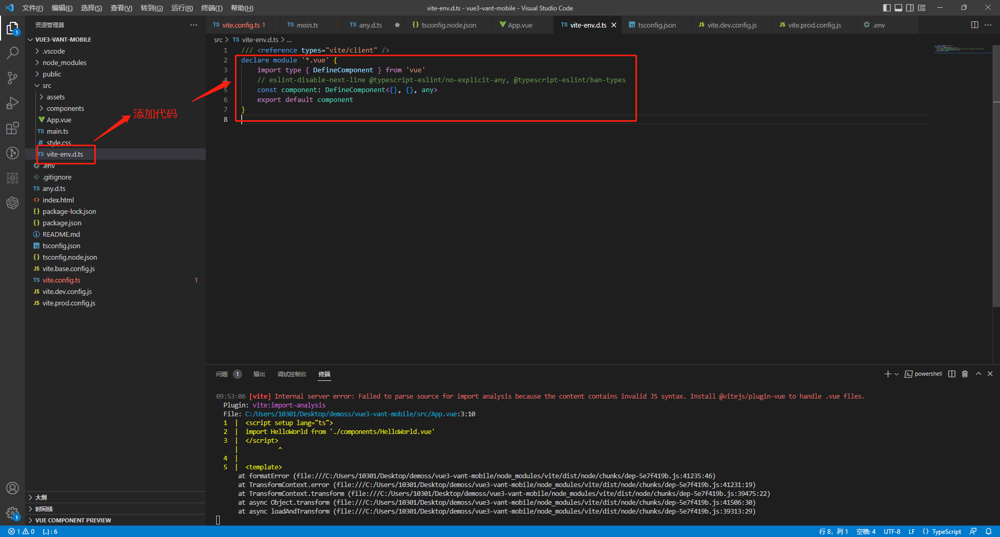 文件(F) 编辑(E) 选择(S) 查看(V) 转到(G) 运行(R) 终端(T) 帮助(H) vite-env.d.ts - vue3-vant-mobile - Visual Studio Code
资源管理器 ···
TS vite.config.ts 1 TS main.ts TS any.d.ts {} tsconfig.node.json App.vue TS vite-env.d.ts JS vite.dev.config.js
tsconfig.json JS vite.prod.config.js .env
src > TS vite-env.d.ts > ...
VUE3-VANT-MOBILE
.vscode
node_modules
public
src
assets
components
App.vue
TS main.ts
# style.css
TS vite-env.d.ts
.env
.gitignore
TS any.d.ts
<> index.html
{} package-lock.json
{} package.json
README.md
tsconfig.json
{} tsconfig.node.json
JS vite.base.config.js
TS vite.config.ts 1
JS vite.dev.config.js
JS vite.prod.config.js
大纲
时间线
VUE COMPONENT PREVIEW
添加代码
1 /// <reference types="vite/client" />
2 declare module '*.vue' {
3 import type { DefineComponent } from 'vue'
4 // eslint-disable-next-line @typescript-eslint/no-explicit-any, @typescript-eslint/ban-types
5 const component: DefineComponent<{}, {}, any>
6 export default component
7 }
8
问题 1 输出 调试控制台 终端 powershell
09:53:06 [vite] Internal server error: Failed to parse source for import analysis because the content contains invalid JS syntax. Install @vitejs/plugin-vue to handle .vue files.
Plugin: vite:import-analysis
File: C:/Users/10301/Desktop/demoss/vue3-vant-mobile/src/App.vue:3:10
1 | <script setup lang="ts">
2 | import HelloWorld from './components/HelloWorld.vue'
3 | </script>
| ^
4 |
5 | <template>
at formatError (file:///C:/Users/10301/Desktop/demoss/vue3-vant-mobile/node_modules/vite/dist/node/chunks/dep-5e7f419b.js:41235:46)
at TransformContext.error (file:///C:/Users/10301/Desktop/demoss/vue3-vant-mobile/node_modules/vite/dist/node/chunks/dep-5e7f419b.js:41231:19)
at TransformContext.transform (file:///C:/Users/10301/Desktop/demoss/vue3-vant-mobile/node_modules/vite/dist/node/chunks/dep-5e7f419b.js:39475:22)
at async Object.transform (file:///C:/Users/10301/Desktop/demoss/vue3-vant-mobile/node_modules/vite/dist/node/chunks/dep-5e7f419b.js:41506:30)
at async loadAndTransform (file:///C:/Users/10301/Desktop/demoss/vue3-vant-mobile/node_modules/vite/dist/node/chunks/dep-5e7f419b.js:39313:29)
1 0 {..} : 6 行 8，列 1 空格: 4 UTF-8 LF {} TypeScript